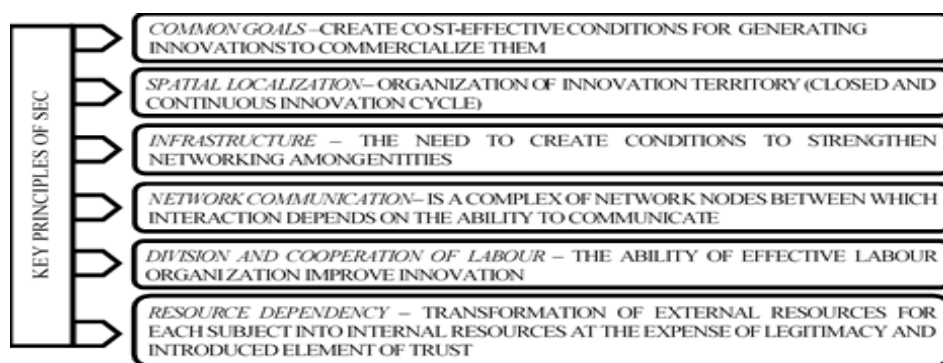 KEY PRINCIPLES OF SEC
COMMON GOALS –CREATE COST-EFFECTIVE CONDITIONS FOR GENERATING
INNOVATIONS TO COMMERCIALIZE THEM
SPATIAL LOCALIZATION– ORGANIZATION OF INNOVATION TERRITORY (CLOSED AND
CONTINUOUS INNOVATION CYCLE)
INFRASTRUCTURE – THE NEED TO CREATE CONDITIONS TO STRENGTHEN
NETWORKING AMONGENTITIES
NETWORK COMMUNICATION– IS A COMPLEX OF NETWORK NODES BETWEEN WHICH
INTERACTION DEPENDS ON THE ABILITY TO COMMUNICATE
DIVISION AND COOPERATION OF LABOUR – THE ABILITY OF EFFECTIVE LABOUR
ORGANIZATION IMPROVE INNOVATION
RESOURCE DEPENDENCY – TRANSFORMATION OF EXTERNAL RESOURCES FOR
EACH SUBJECT INTO INTERNAL RESOURCES AT THE EXPENSE OF LEGITIMACY AND
INTRODUCED ELEMENT OF TRUST